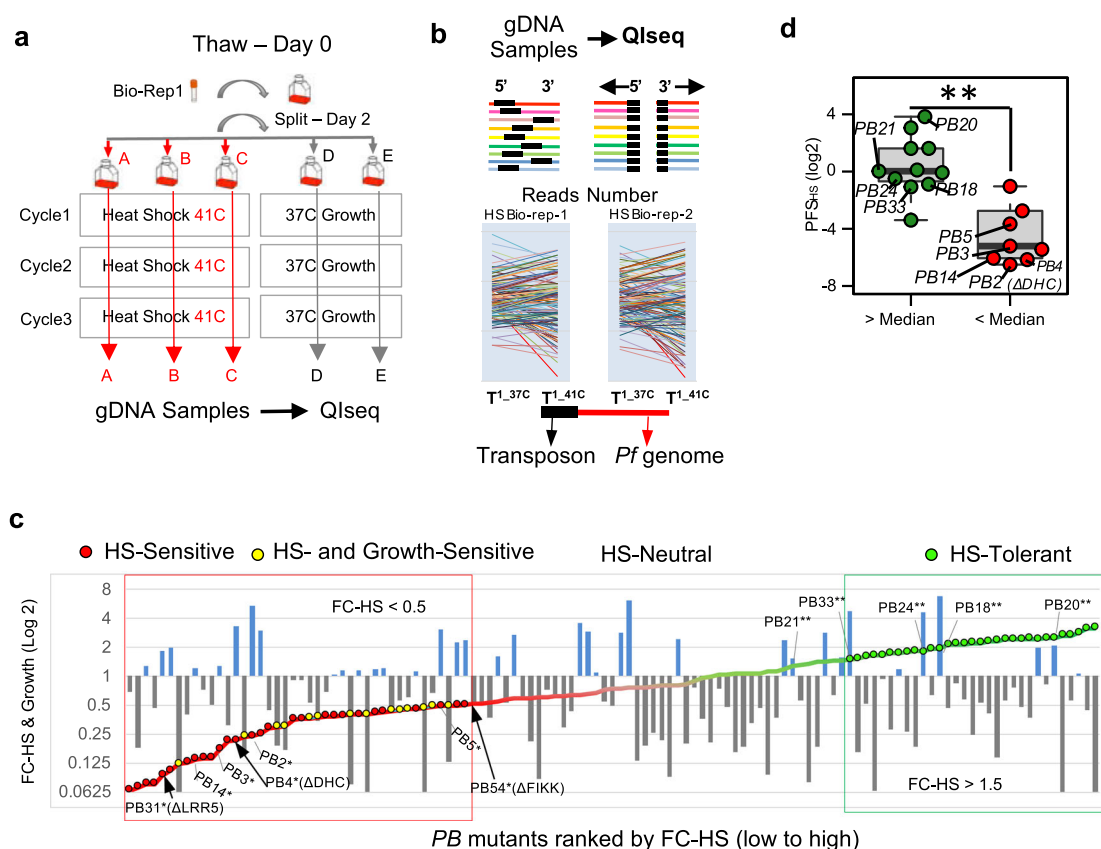 a
Thaw – Day 0
Bio-Rep1
Split – Day 2
A B C D E
Cycle1 Heat Shock 41C 37C Growth
Cycle2 Heat Shock 41C 37C Growth
Cycle3 Heat Shock 41C 37C Growth
A B C D E
gDNA Samples QIseq
b
gDNA
Samples QIseq
5' 3' 5' 3'
Reads Number
HS Bio-rep-1 HS Bio-rep-2
T1_37C T1_41C T1_37C T1_41C
Transposon Pf genome
d
**
PFSHS (log2)
4
0
-4
-8
PB21
PB20
PB24
PB18
PB33
PB5
PB3
PB14
PB4
PB2 (ΔDHC)
> Median < Median
c
HS-Sensitive HS- and Growth-Sensitive HS-Neutral HS-Tolerant
FC-HS & Growth (Log 2)
8
4
2
1
0.5
0.25
0.125
0.0625
FC-HS < 0.5
PB33**
PB21**
PB24**
PB18**
PB20**
PB5*
PB2*
PB3*
PB4*(ΔDHC)
PB14*
PB31*(ΔLRR5)
PB54*(ΔFIKK)
FC-HS > 1.5
PB mutants ranked by FC-HS (low to high)